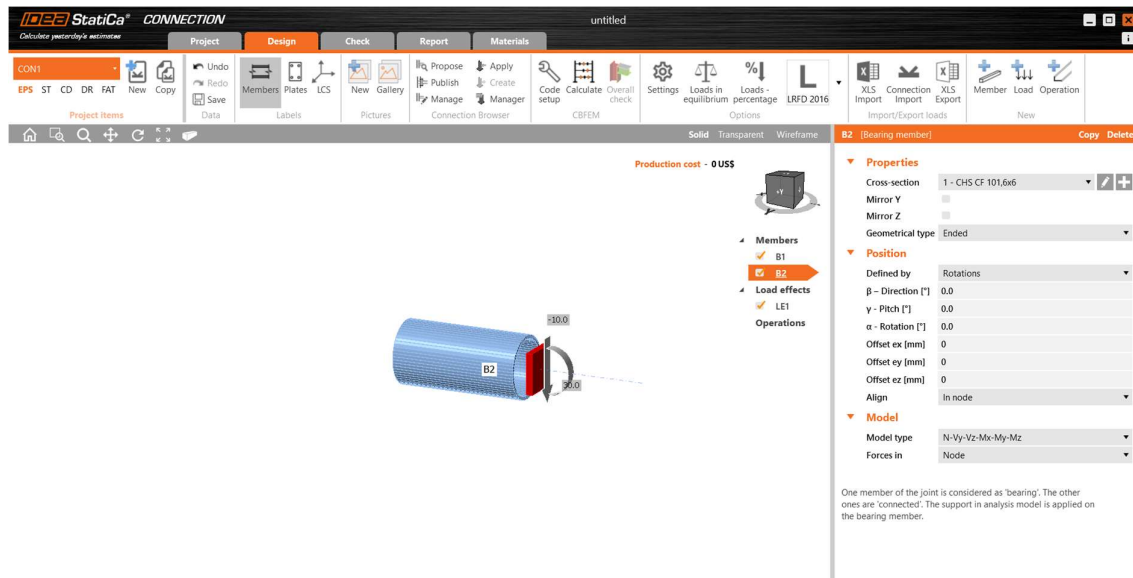 IDEA StatiCa® CONNECTION
untitled
Calculate yesterday's estimates
Project Design Check Report Materials
CON1
EPS ST CD DR FAT
New Copy
Project items
Undo
Redo
Save
Data
Members Plates LCS
Labels
New Gallery
Pictures
Propose Apply
Publish Create
Manage Manager
Connection Browser
Code setup Calculate Overall check
CBFEM
Settings Loads in equilibrium Loads - percentage
L
LRFD 2016
Options
XLS Import Connection Import XLS Export
Import/Export loads
Member Load Operation
New
Solid Transparent Wireframe
Production cost - 0 US$
+Y
Members
B1
B2
Load effects
LE1
Operations
-10.0
B2
30.0
B2 [Bearing member] Copy Delete
Properties
Cross-section 1 - CHS CF 101,6x6
Mirror Y
Mirror Z
Geometrical type Ended
Position
Defined by Rotations
β – Direction [°] 0.0
γ - Pitch [°] 0.0
α - Rotation [°] 0.0
Offset ex [mm] 0
Offset ey [mm] 0
Offset ez [mm] 0
Align In node
Model
Model type N-Vy-Vz-Mx-My-Mz
Forces in Node
One member of the joint is considered as 'bearing'. The other
ones are 'connected'. The support in analysis model is applied on
the bearing member.